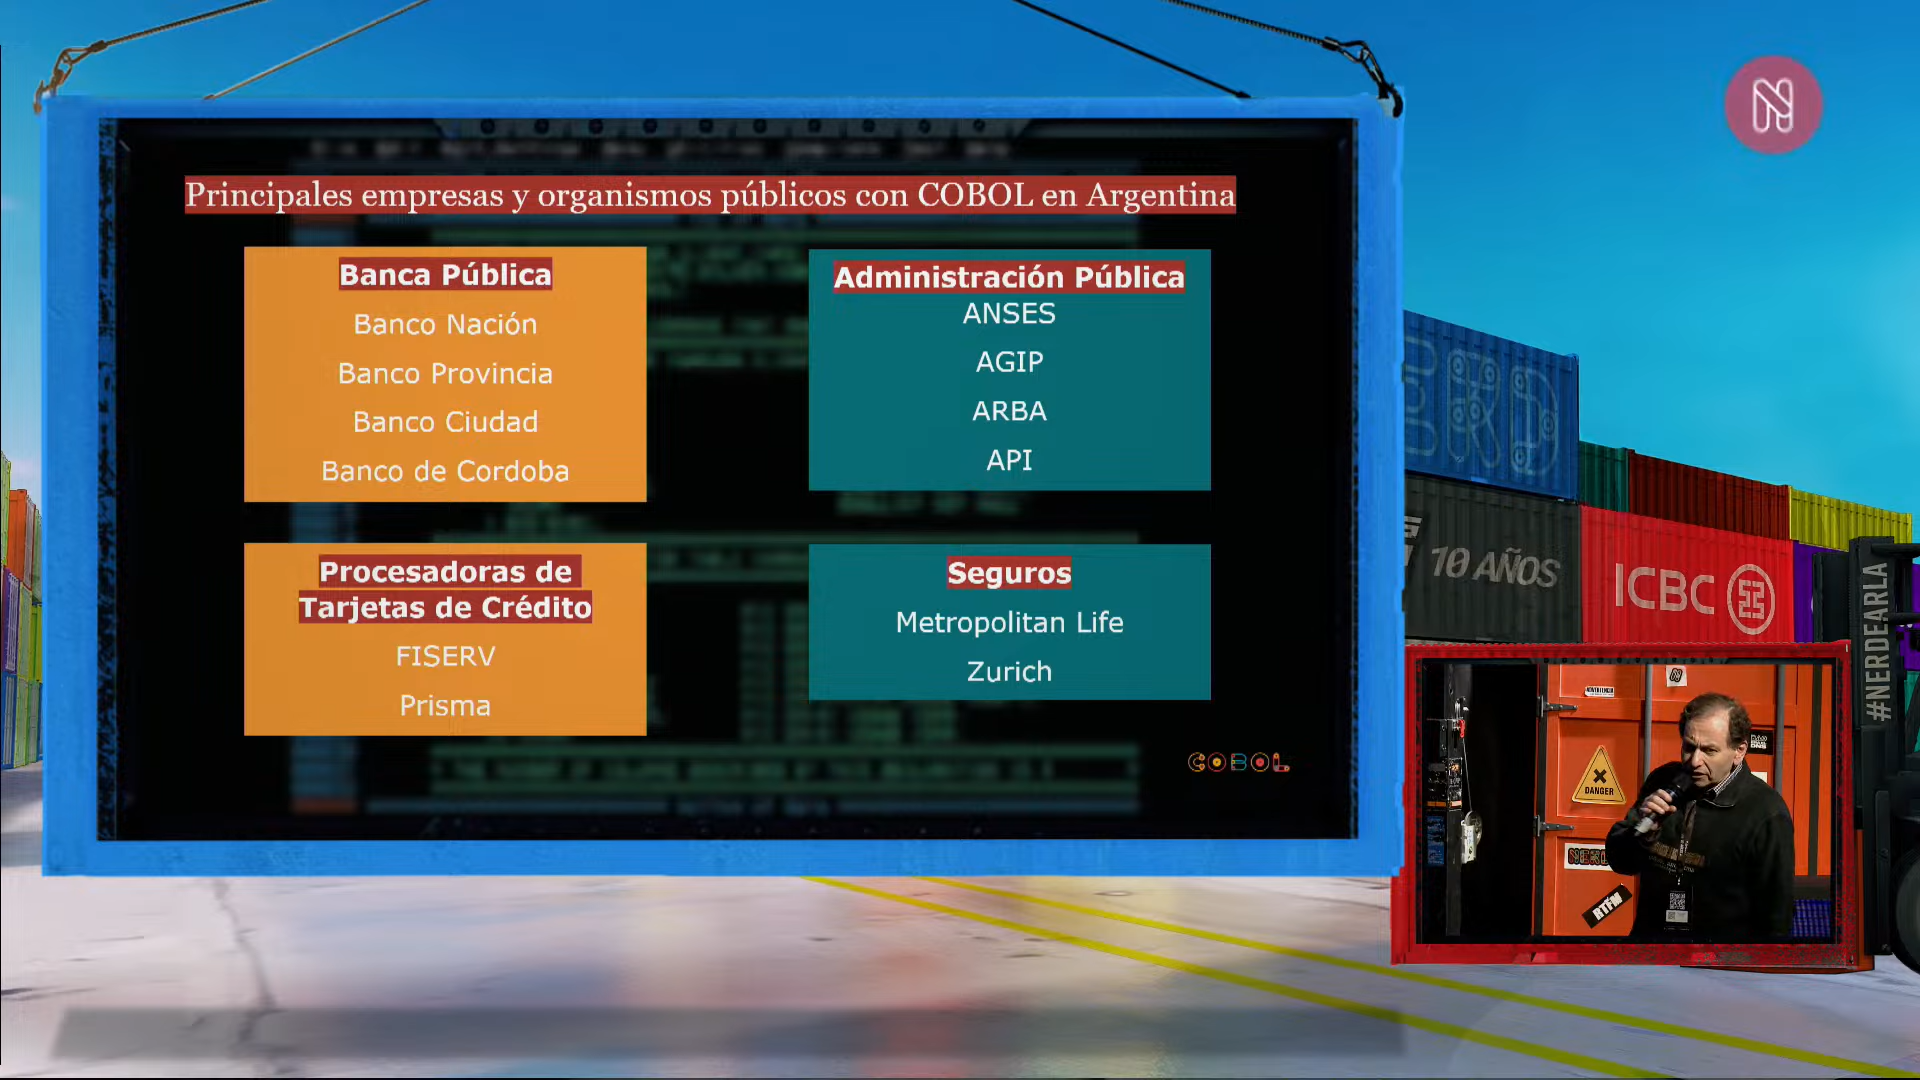 Principales empresas y organismos públicos con COBOL en Argentina
Banca Pública
Banco Nación
Banco Provincia
Banco Ciudad
Banco de Cordoba
Administración Pública
ANSES
AGIP
ARBA
API
Procesadoras de
Tarjetas de Crédito
FISERV
Prisma
Seguros
Metropolitan Life
Zurich
COBOL
N
10 AÑOS
ICBC
#NERDEARLA
ADVERTENCIA
DANGER
RTFM